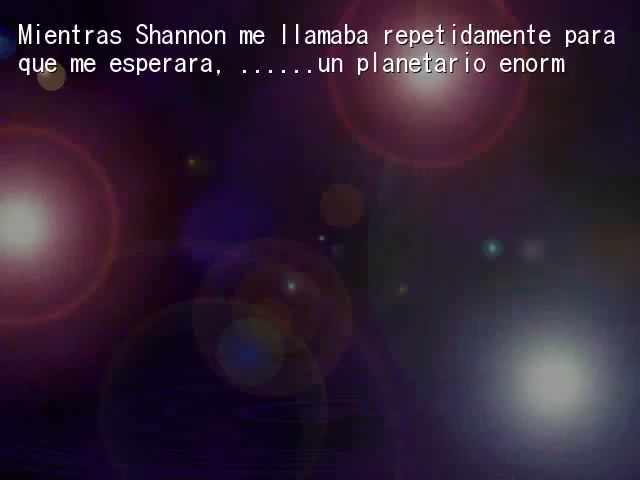 Mientras Shannon me llamaba repetidamente para
que me esperara, ......un planetario enorm